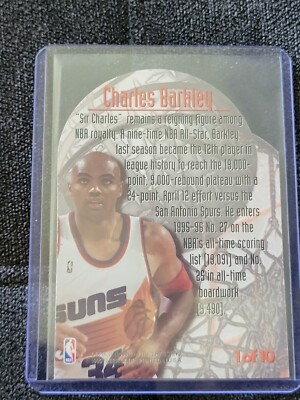 Charles Barkley
"Sir Charles" remains a reigning figure among
NBA royalty. A nine-time NBA All-Star, Barkley
last season became the 12th player in
league history to reach the 19,000-
point, 9,000-rebound plateau with a
24-point, April 12 effort versus the
San Antonio Spurs. He enters
1995-96 No. 27 on the
NBA's all-time scoring
list (19,091) and No.
25 in all-time
boardwork
(9,430)
SUNS
34
NBA
1 of 10